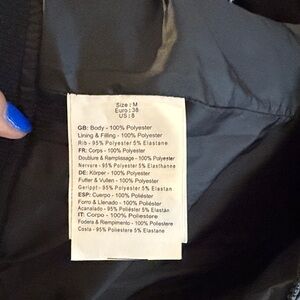 Size : M
Euro : 38
US : 8
GB: Body - 100% Polyester
Lining & Filling - 100% Polyester
Rib - 95% Polyester 5% Elastane
FR: Corps - 100% Polyester
Doublure & Remplissage - 100% Polyester
Nervure - 95% Polyester 5% Elasthanne
DE: Körper - 100% Polyester
Futter & Vullen - 100% Polyester
Gerippt - 95% Polyester 5% Elastan
ESP: Cuerpo - 100% Poliéster
Forro & Llenado - 100% Poliéster
Acanalado - 95% Poliéster 5% Elastán
IT: Corpo - 100% Poliestere
Fodera & Rempimento - 100% Poliestere
Costa - 95% Poliestere 5% Elastan